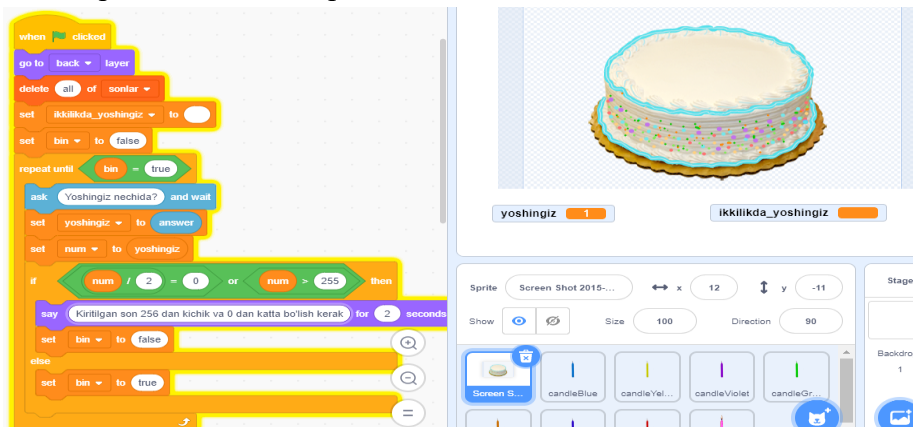 when clicked
go to back layer
delete all of sonlar
set ikkilikda_yoshingiz to
set bin to false
repeat until bin = true
ask Yoshingiz nechida? and wait
set yoshingiz to answer
set num to yoshingiz
if num / 2 = 0 or num > 255 then
say Kiritilgan son 256 dan kichik va 0 dan katta bo'lish kerak for 2 seconds
set bin to false
else
set bin to true
yoshingiz 1
ikkilikda_yoshingiz
Sprite Screen Shot 2015-... x 12 y -11
Show Size 100 Direction 90
Screen S...
candleBlue
candleYel...
candleViolet
candleGr...
Stage
Backdro
1